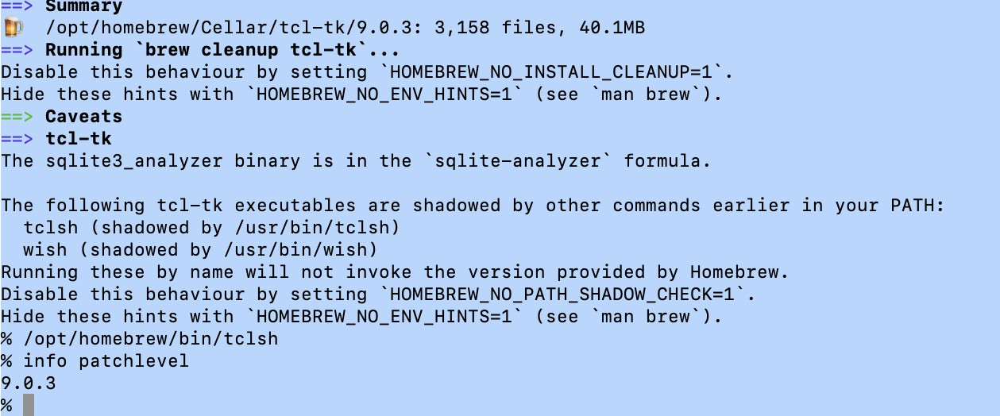 ==> Summary
🍺  /opt/homebrew/Cellar/tcl-tk/9.0.3: 3,158 files, 40.1MB
==> Running `brew cleanup tcl-tk`...
Disable this behaviour by setting `HOMEBREW_NO_INSTALL_CLEANUP=1`.
Hide these hints with `HOMEBREW_NO_ENV_HINTS=1` (see `man brew`).
==> Caveats
==> tcl-tk
The sqlite3_analyzer binary is in the `sqlite-analyzer` formula.

The following tcl-tk executables are shadowed by other commands earlier in your PATH:
  tclsh (shadowed by /usr/bin/tclsh)
  wish (shadowed by /usr/bin/wish)
Running these by name will not invoke the version provided by Homebrew.
Disable this behaviour by setting `HOMEBREW_NO_PATH_SHADOW_CHECK=1`.
Hide these hints with `HOMEBREW_NO_ENV_HINTS=1` (see `man brew`).
% /opt/homebrew/bin/tclsh
% info patchlevel
9.0.3
%